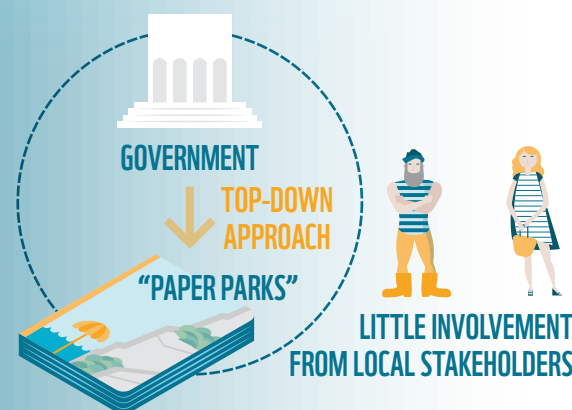 GOVERNMENT
TOP-DOWN
APPROACH
“PAPER PARKS”
LITTLE INVOLVEMENT
FROM LOCAL STAKEHOLDERS